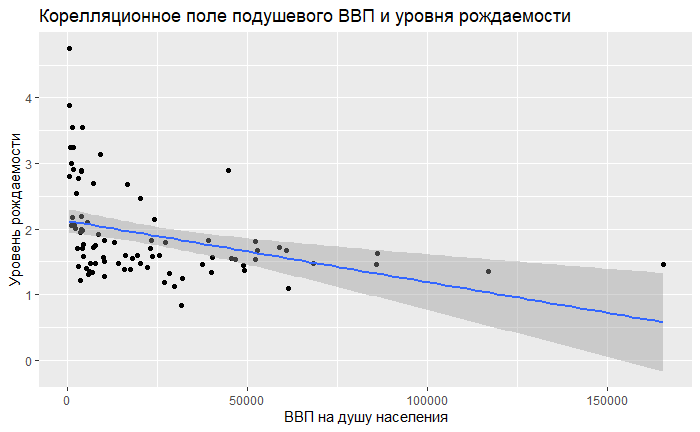 Корелляционное поле подушевого ВВП и уровня рождаемости
Уровень рождаемости
4
3
2
1
0
0 50000 100000 150000
ВВП на душу населения